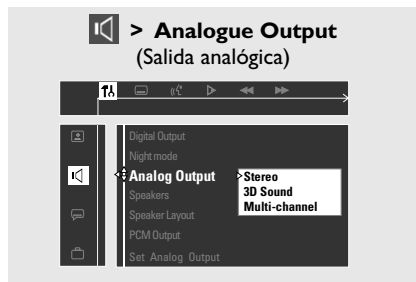 > Analogue Output
(Salida analógica)
Digital Output
Night mode
Analog Output
Stereo
3D Sound
Multi-channel
Speakers
Speaker Layout
PCM Output
Set Analog Output